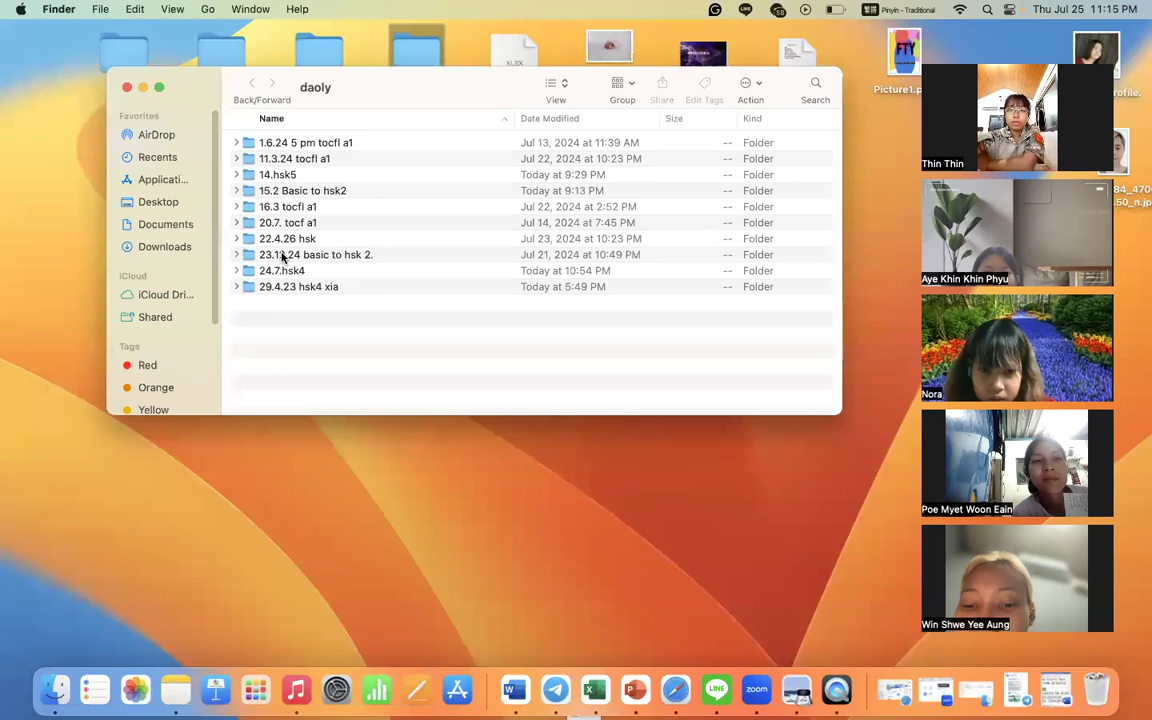 Finder File Edit View Go Window Help Pinyin - Traditional Thu Jul 25 11:15 PM
daoly
Back/Forward View Group Share Edit Tags Action Search
Name Date Modified Size Kind
1.6.24 5 pm tocfl a1 Jul 13, 2024 at 11:39 AM -- Folder
11.3.24 tocfl a1 Jul 22, 2024 at 10:23 PM -- Folder
14.hsk5 Today at 9:29 PM -- Folder
15.2 Basic to hsk2 Today at 9:13 PM -- Folder
16.3 tocfl a1 Jul 22, 2024 at 2:52 PM -- Folder
20.7. tocf a1 Jul 14, 2024 at 7:45 PM -- Folder
22.4.26 hsk Jul 23, 2024 at 10:23 PM -- Folder
24 basic to hsk 2. Jul 21, 2024 at 10:49 PM -- Folder
24.7.hsk4 Today at 10:54 PM -- Folder
29.4.23 hsk4 xia Today at 5:49 PM -- Folder
Favorites
AirDrop
Recents
Applicati...
Desktop
Documents
Downloads
iCloud
iCloud Dri...
Shared
Tags
Red
Orange
Yellow
XLSX
FTY
Picture1.p
rofile.
84_470
50_n.jp
Thin Thin
Aye Khin Khin Phyu
Nora
Poe Myet Woon Eain
Win Shwe Yee Aung
LINE
zoom